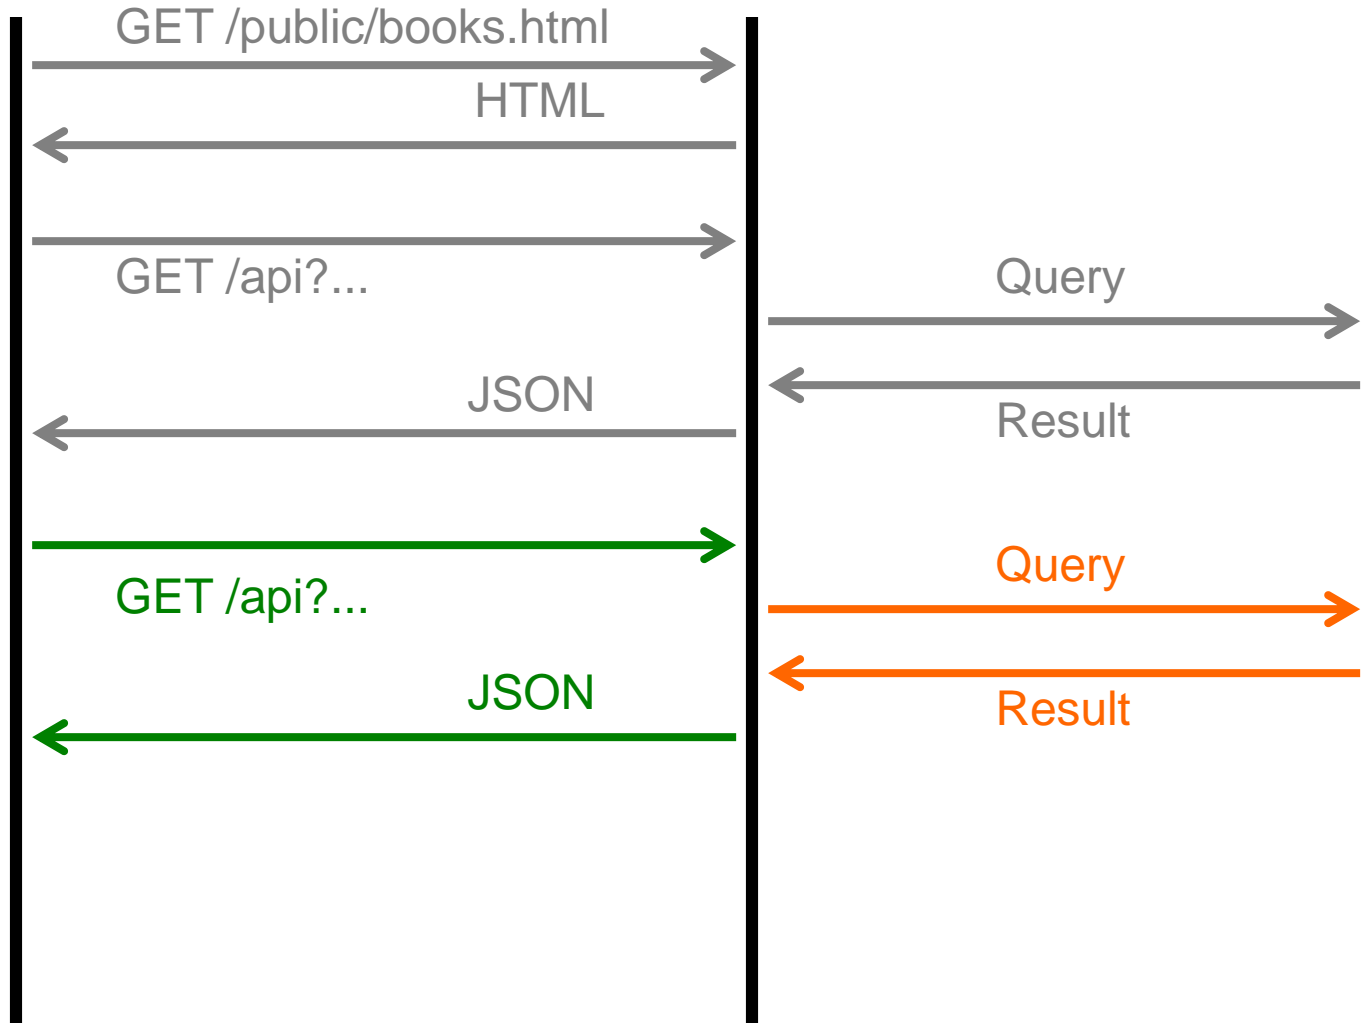 GET /public/books.html
HTML
GET /api?...
Query
JSON
Result
GET /api?...
Query
JSON
Result